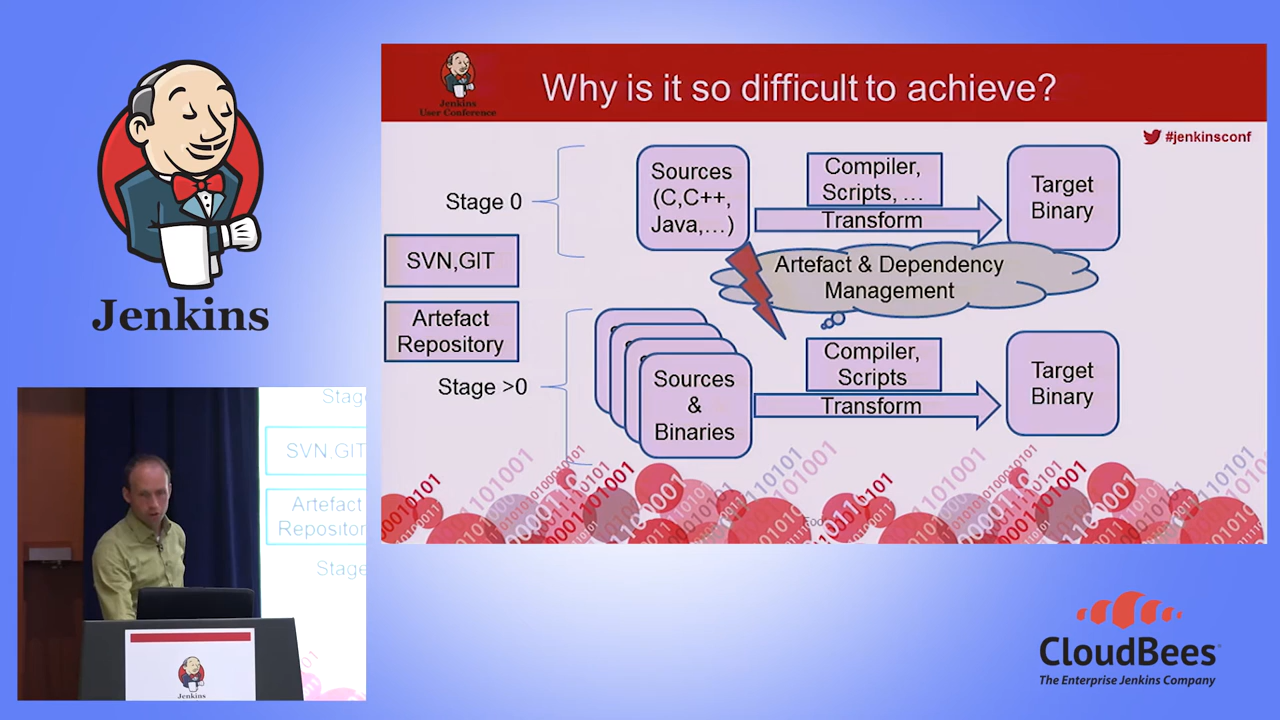 Jenkins
Jenkins
User Conference
Why is it so difficult to achieve?
#jenkinsconf
Stage 0
Sources
(C,C++,
Java,…)
Compiler,
Scripts, …
Transform
Target
Binary
SVN,GIT
Artefact & Dependency
Management
Artefact
Repository
Stage >0
Sources
&
Binaries
Compiler,
Scripts
Transform
Target
Binary
Stag
SVN,GIT
Artefact
Repositor
Stage
Jenkins
CloudBees
The Enterprise Jenkins Company